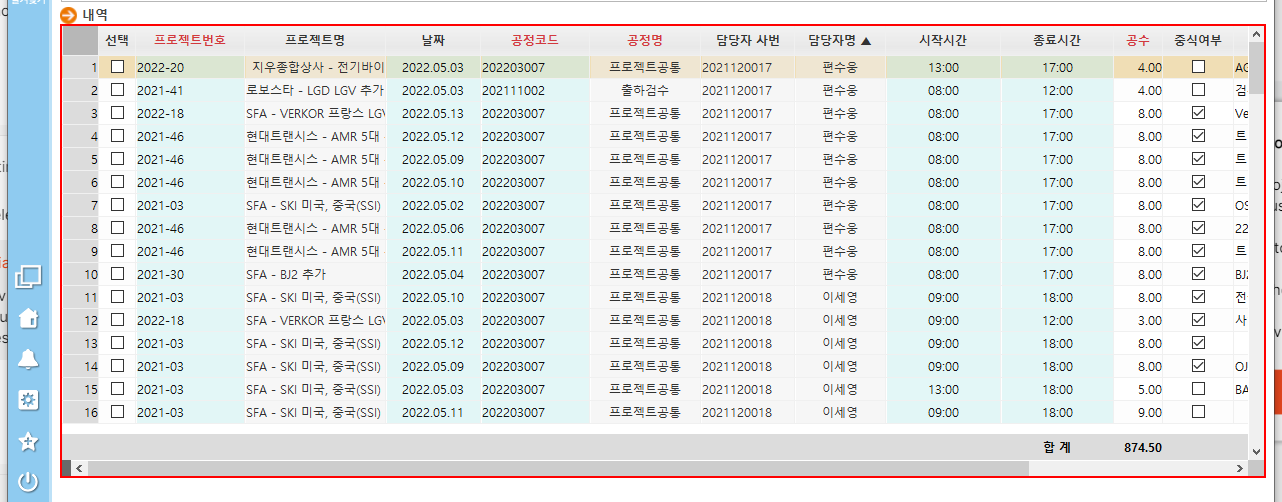 내역
선택 프로젝트번호 프로젝트명 날짜 공정코드 공정명 담당자 사번 담당자명 ▲ 시작시간 종료시간 공수 중식여부
1 2022-20 지우종합상사 - 전기바이 2022.05.03 202203007 프로젝트공통 2021120017 편수웅 13:00 17:00 4.00 AG
2 2021-41 로보스타 - LGD LGV 추가 2022.05.03 202111002 출하검수 2021120017 편수웅 08:00 12:00 4.00 검
3 2022-18 SFA - VERKOR 프랑스 LGV 2022.05.13 202203007 프로젝트공통 2021120017 편수웅 08:00 17:00 8.00 Ve
4 2021-46 현대트랜시스 - AMR 5대 2022.05.12 202203007 프로젝트공통 2021120017 편수웅 08:00 17:00 8.00 트
5 2021-46 현대트랜시스 - AMR 5대 2022.05.09 202203007 프로젝트공통 2021120017 편수웅 08:00 17:00 8.00 트
6 2021-46 현대트랜시스 - AMR 5대 2022.05.10 202203007 프로젝트공통 2021120017 편수웅 08:00 17:00 8.00 트
7 2021-03 SFA - SKI 미국, 중국(SSI) 2022.05.02 202203007 프로젝트공통 2021120017 편수웅 08:00 17:00 8.00 OS
8 2021-46 현대트랜시스 - AMR 5대 2022.05.06 202203007 프로젝트공통 2021120017 편수웅 08:00 17:00 8.00 22
9 2021-46 현대트랜시스 - AMR 5대 2022.05.11 202203007 프로젝트공통 2021120017 편수웅 08:00 17:00 8.00 트
10 2021-30 SFA - BJ2 추가 2022.05.04 202203007 프로젝트공통 2021120017 편수웅 08:00 17:00 8.00 BJ2
11 2021-03 SFA - SKI 미국, 중국(SSI) 2022.05.10 202203007 프로젝트공통 2021120018 이세영 09:00 18:00 8.00 전
12 2022-18 SFA - VERKOR 프랑스 LGV 2022.05.03 202203007 프로젝트공통 2021120018 이세영 09:00 12:00 3.00 사
13 2021-03 SFA - SKI 미국, 중국(SSI) 2022.05.12 202203007 프로젝트공통 2021120018 이세영 09:00 18:00 8.00
14 2021-03 SFA - SKI 미국, 중국(SSI) 2022.05.09 202203007 프로젝트공통 2021120018 이세영 09:00 18:00 8.00 OJ
15 2021-03 SFA - SKI 미국, 중국(SSI) 2022.05.03 202203007 프로젝트공통 2021120018 이세영 13:00 18:00 5.00 BA
16 2021-03 SFA - SKI 미국, 중국(SSI) 2022.05.11 202203007 프로젝트공통 2021120018 이세영 09:00 18:00 9.00
합 계 874.50